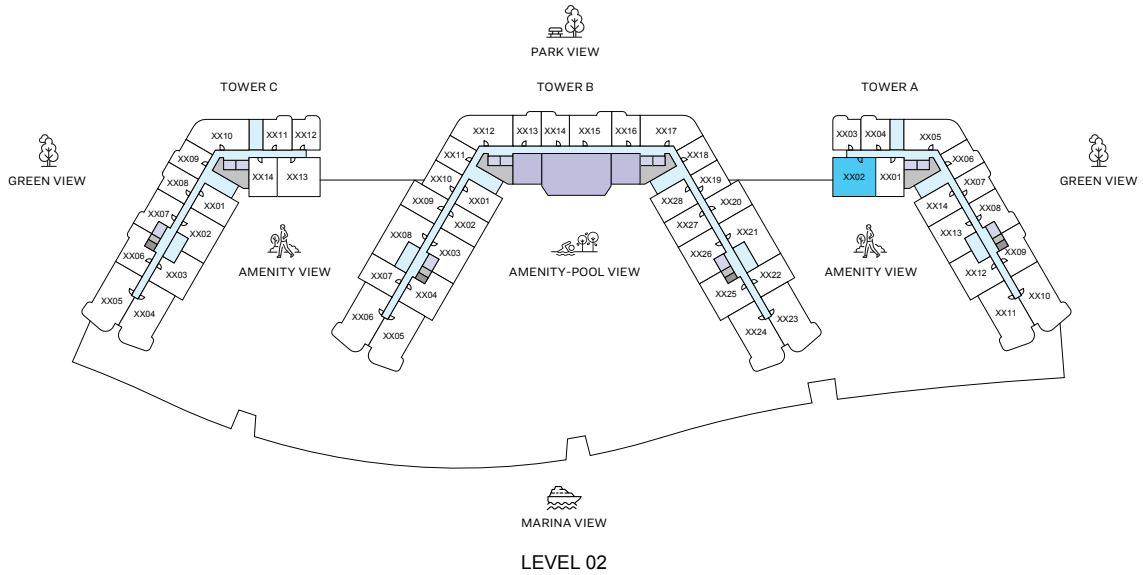 PARK VIEW
TOWER C
TOWER B
TOWER A
GREEN VIEW
GREEN VIEW
XX10
XX11
XX12
XX09
XX08
XX07
XX06
XX05
XX04
XX03
XX02
XX01
XX14
XX13
XX12
XX13
XX14
XX15
XX16
XX17
XX11
XX10
XX09
XX08
XX07
XX06
XX05
XX04
XX03
XX02
XX01
XX18
XX19
XX20
XX21
XX22
XX23
XX24
XX25
XX26
XX27
XX28
XX03
XX04
XX05
XX02
XX01
XX06
XX07
XX08
XX09
XX10
XX11
XX12
XX13
XX14
AMENITY VIEW
AMENITY-POOL VIEW
AMENITY VIEW
MARINA VIEW
LEVEL 02